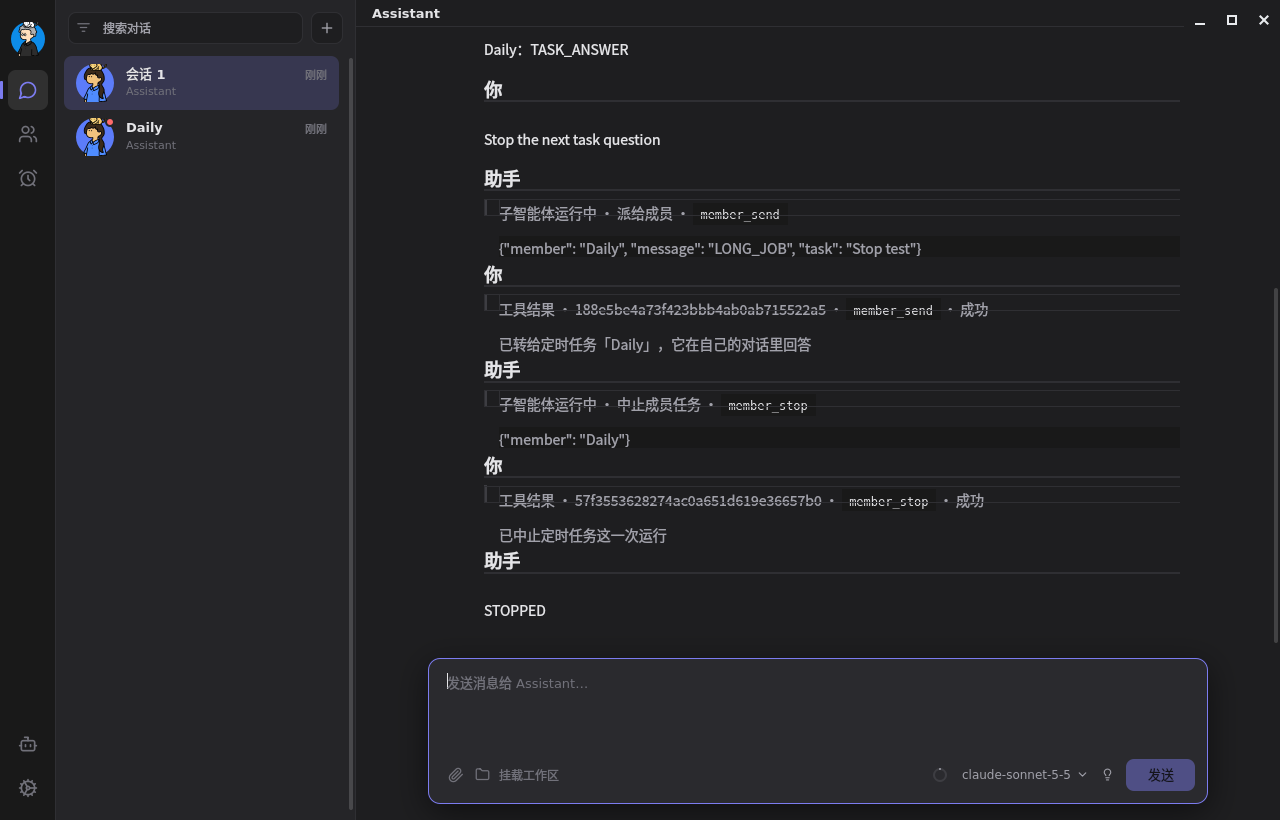 搜索对话
会话 1
刚刚
Assistant
Daily
刚刚
Assistant
Assistant
Daily：TASK_ANSWER
你
Stop the next task question
助手
子智能体运行中 · 派给成员 · member_send
{"member": "Daily", "message": "LONG_JOB", "task": "Stop test"}
你
工具结果 · 188e5be4a73f423bbb4ab0ab715522a5 · member_send · 成功
已转给定时任务「Daily」，它在自己的对话里回答
助手
子智能体运行中 · 中止成员任务 · member_stop
{"member": "Daily"}
你
工具结果 · 57f3553628274ac0a651d619e36657b0 · member_stop · 成功
已中止定时任务这一次运行
助手
STOPPED
发送消息给 Assistant…
挂载工作区
claude-sonnet-5-5
发送